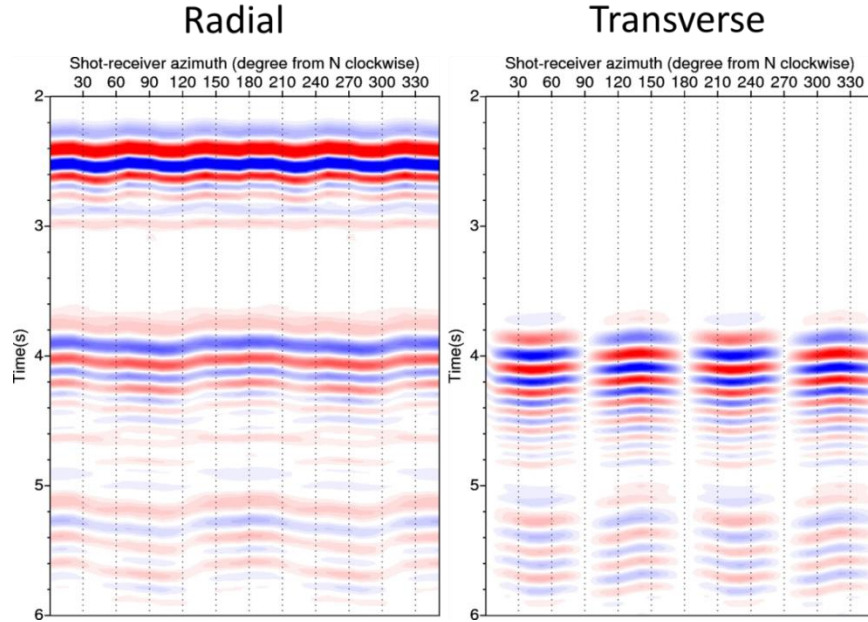 Radial Transverse
Shot-receiver azimuth (degree from N clockwise) Shot-receiver azimuth (degree from N clockwise)
30 60 90 120 150 180 210 240 270 300 330 30 60 90 120 150 180 210 240 270 300 330
2 2
3 3
Time(s) Time(s)
4 4
5 5
6 6